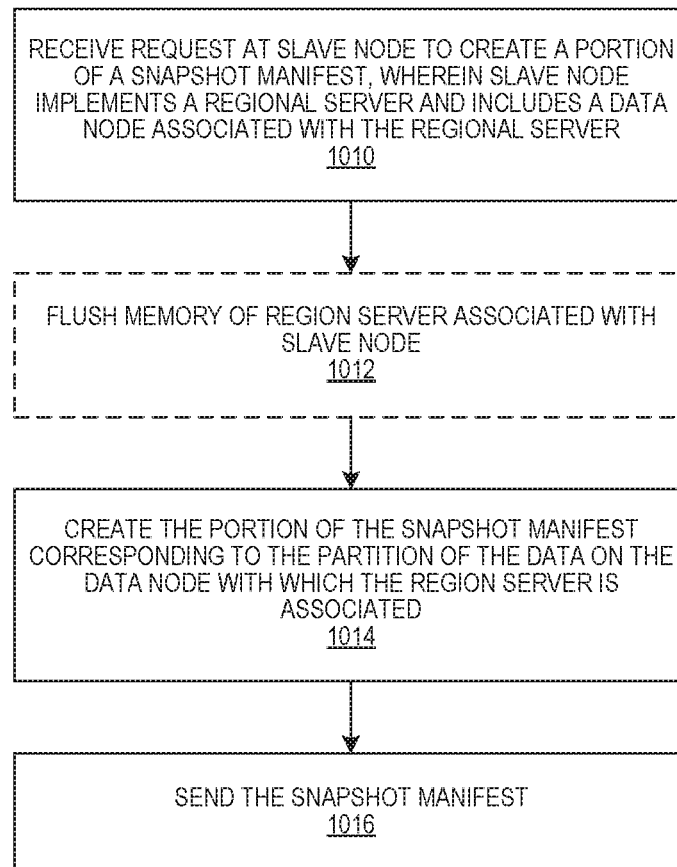 RECEIVE REQUEST AT SLAVE NODE TO CREATE A PORTION
OF A SNAPSHOT MANIFEST, WHEREIN SLAVE NODE
IMPLEMENTS A REGIONAL SERVER AND INCLUDES A DATA
NODE ASSOCIATED WITH THE REGIONAL SERVER
1010
FLUSH MEMORY OF REGION SERVER ASSOCIATED WITH
SLAVE NODE
1012
CREATE THE PORTION OF THE SNAPSHOT MANIFEST
CORRESPONDING TO THE PARTITION OF THE DATA ON THE
DATA NODE WITH WHICH THE REGION SERVER IS
ASSOCIATED
1014
SEND THE SNAPSHOT MANIFEST
1016